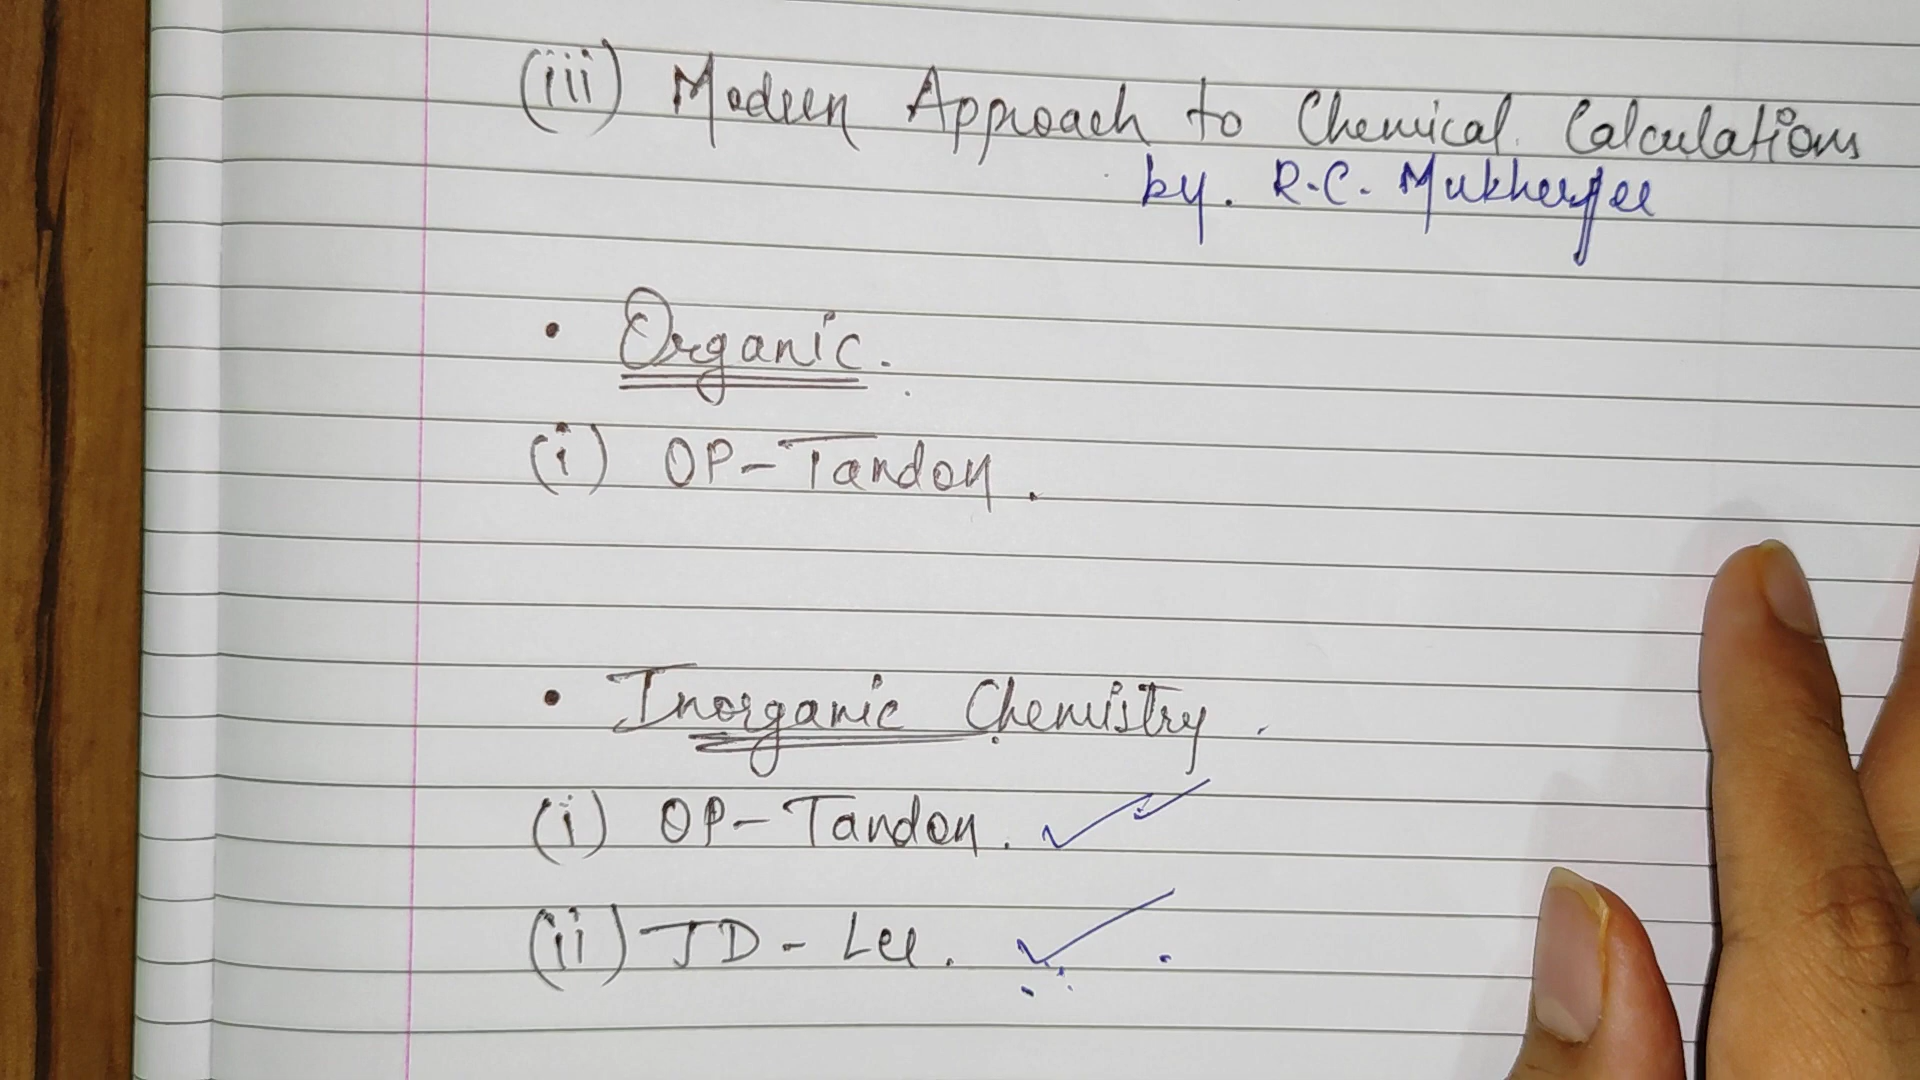 (iii) Modern Approach to Chemical Calculations
by. R.C. Mukherjee
• Organic.
(i) OP-Tandon.
• Inorganic Chemistry.
(i) OP-Tandon.
(ii) JD-Lee.